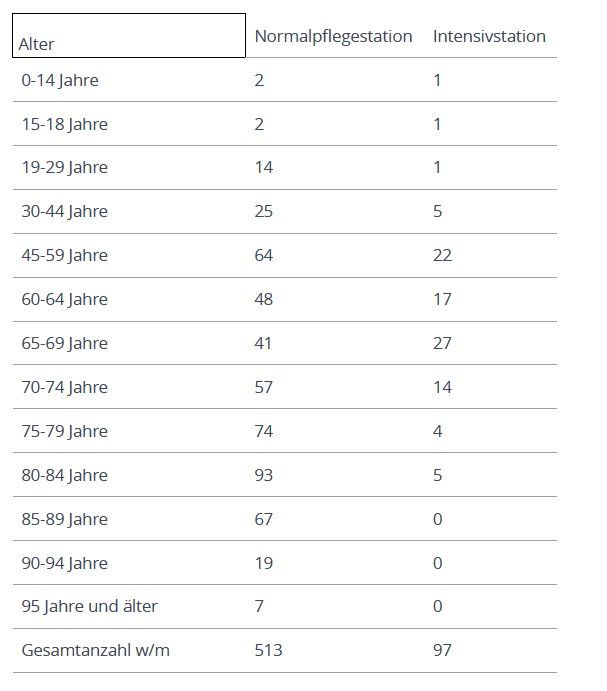 Alter Normalpflegestation Intensivstation
0-14 Jahre 2 1
15-18 Jahre 2 1
19-29 Jahre 14 1
30-44 Jahre 25 5
45-59 Jahre 64 22
60-64 Jahre 48 17
65-69 Jahre 41 27
70-74 Jahre 57 14
75-79 Jahre 74 4
80-84 Jahre 93 5
85-89 Jahre 67 0
90-94 Jahre 19 0
95 Jahre und älter 7 0
Gesamtanzahl w/m 513 97